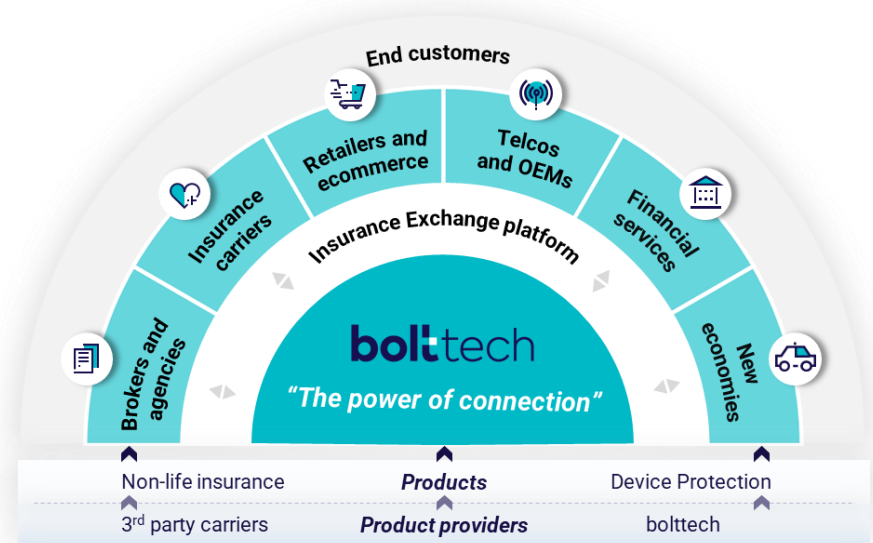 End customers
Retailers and
ecommerce
Telcos
and OEMs
Insurance
carriers
Financial
services
Brokers and
agencies
New
economies
Insurance Exchange platform
bolttech
“The power of connection”
Non-life insurance
Products
Device Protection
3rd party carriers
Product providers
bolttech